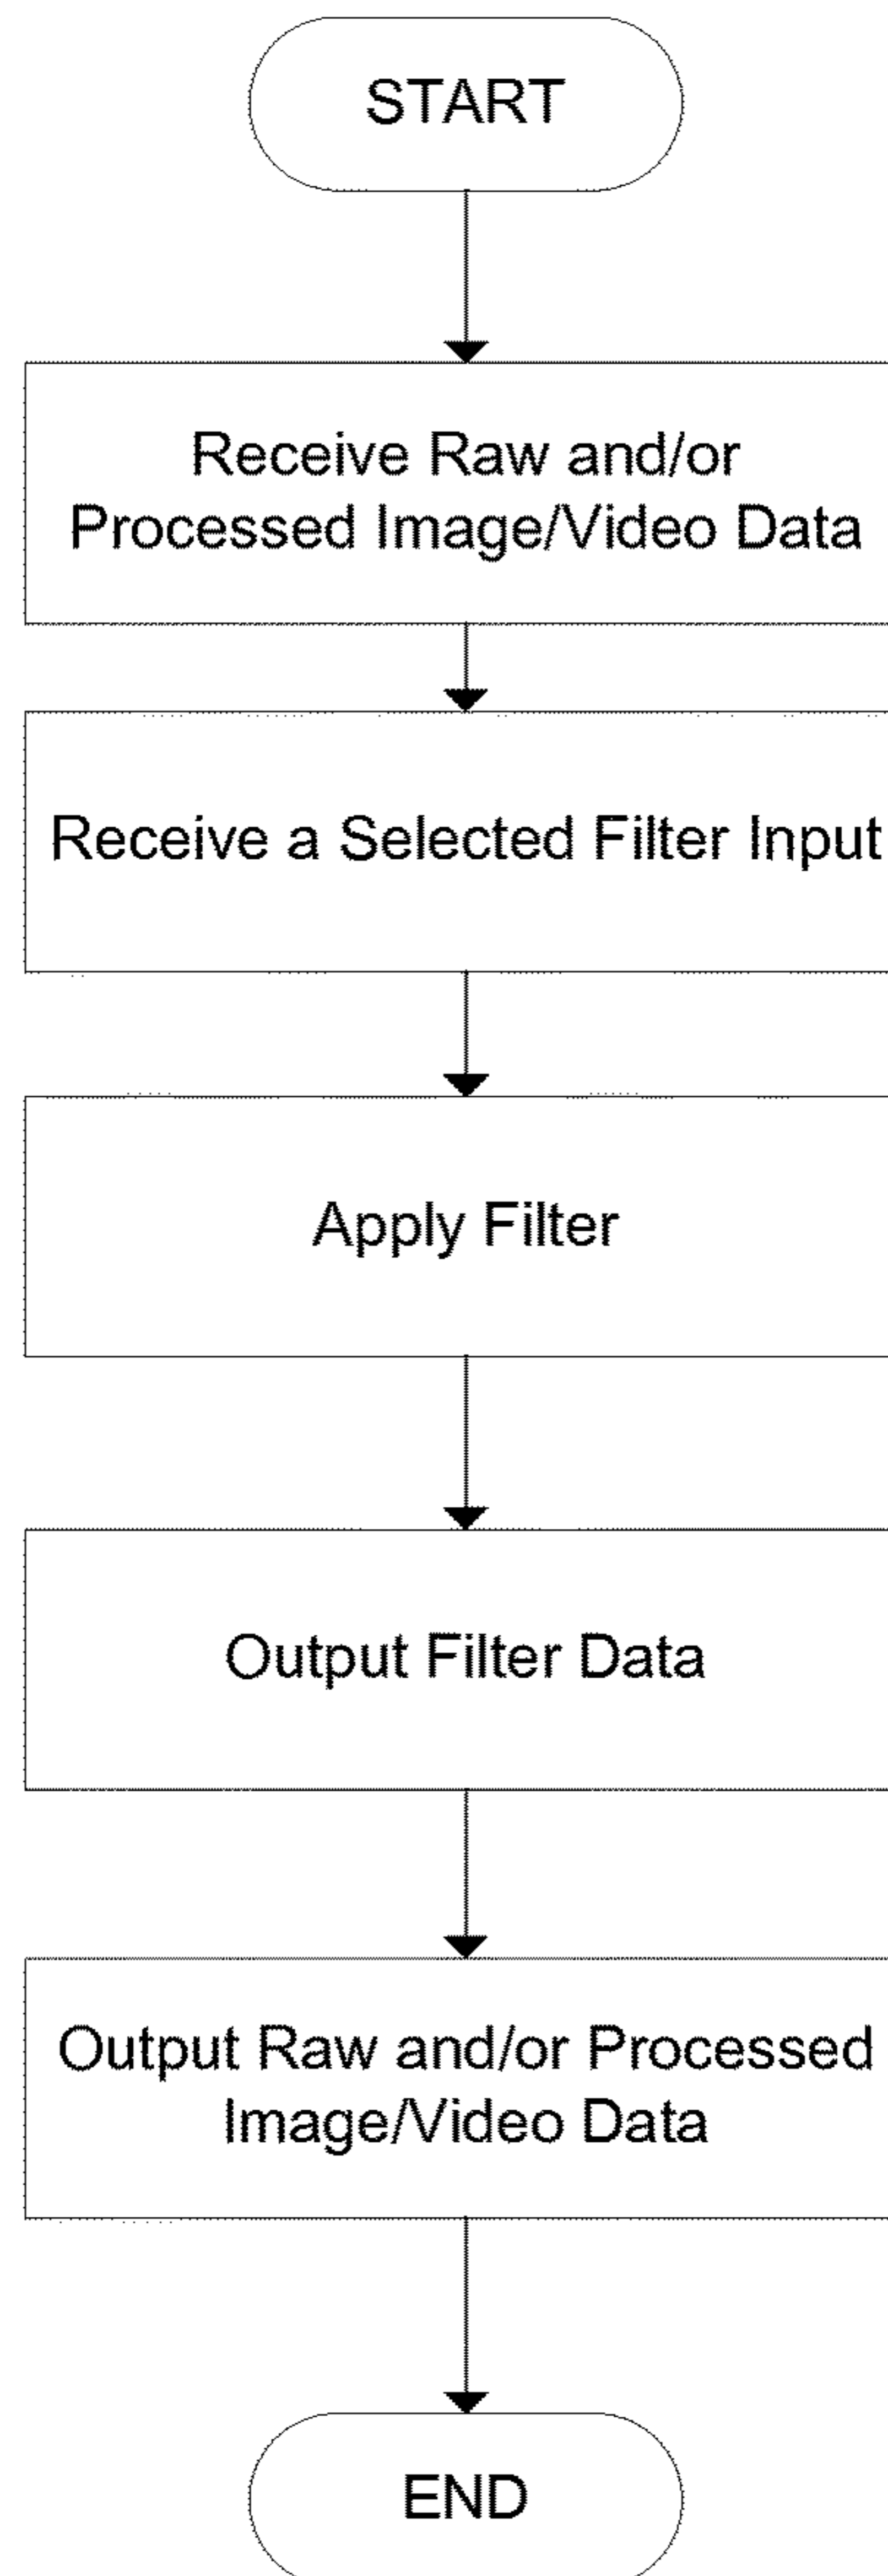 START
Receive Raw and/or
Processed Image/Video Data
Receive a Selected Filter Input
Apply Filter
Output Filter Data
Output Raw and/or Processed
Image/Video Data
END